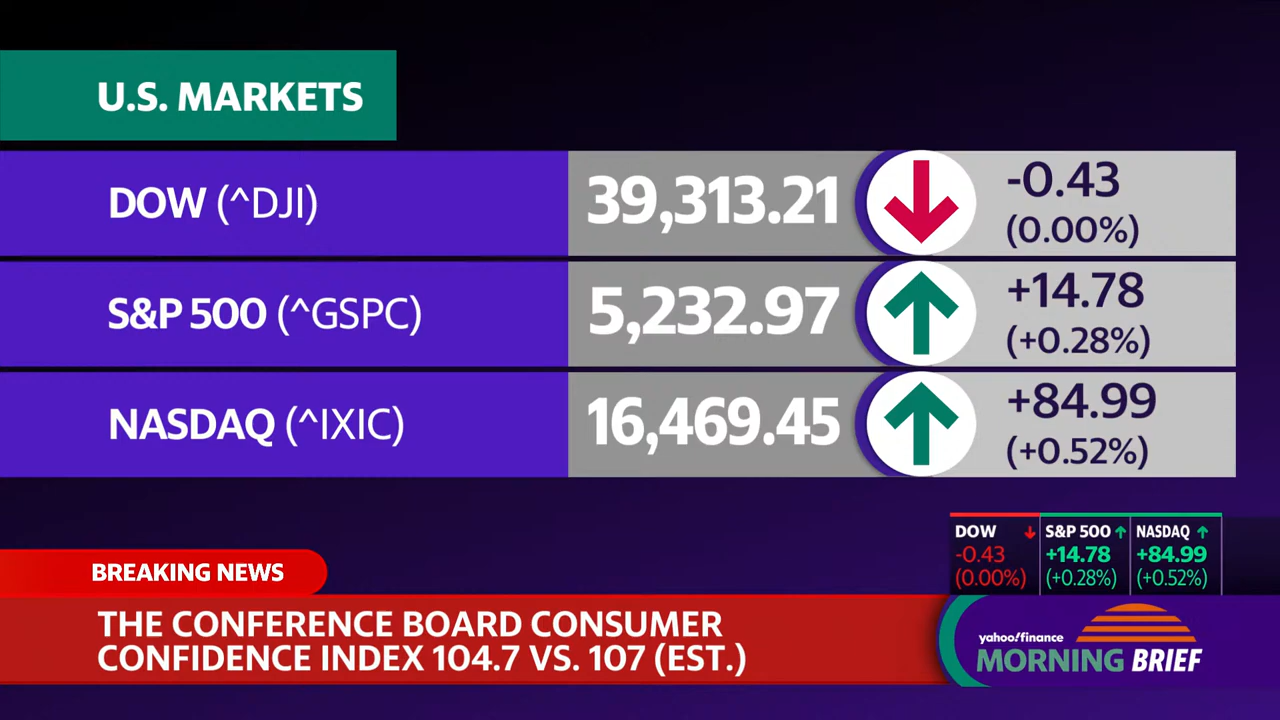 U.S. MARKETS
DOW (^DJI) 39,313.21 -0.43
(0.00%)
S&P 500 (^GSPC) 5,232.97 +14.78
(+0.28%)
NASDAQ (^IXIC) 16,469.45 +84.99
(+0.52%)
DOW S&P 500 NASDAQ
-0.43 +14.78 +84.99
(0.00%) (+0.28%) (+0.52%)
BREAKING NEWS
THE CONFERENCE BOARD CONSUMER
CONFIDENCE INDEX 104.7 VS. 107 (EST.)
yahoo!finance
MORNING BRIEF